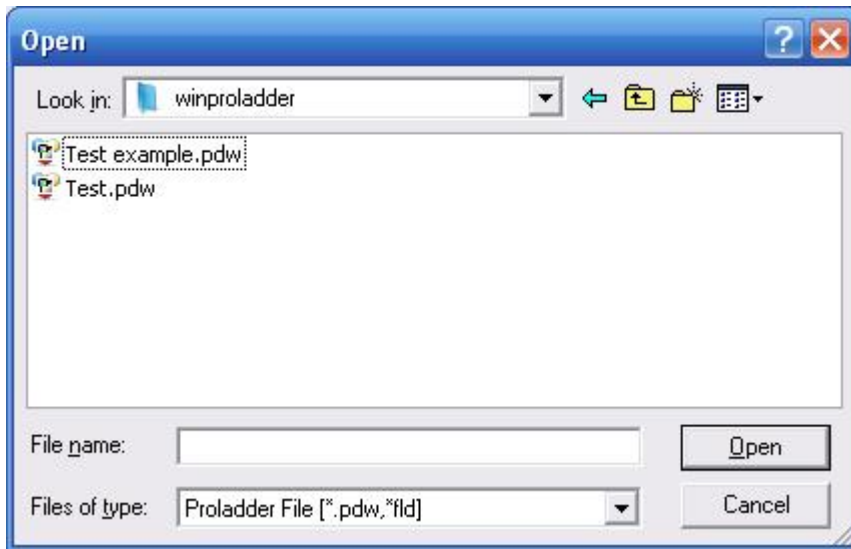 Open
Look in: winproladder
Test example.pdw
Test.pdw
File name: Open
Files of type: Proladder File [*.pdw,*fld] Cancel